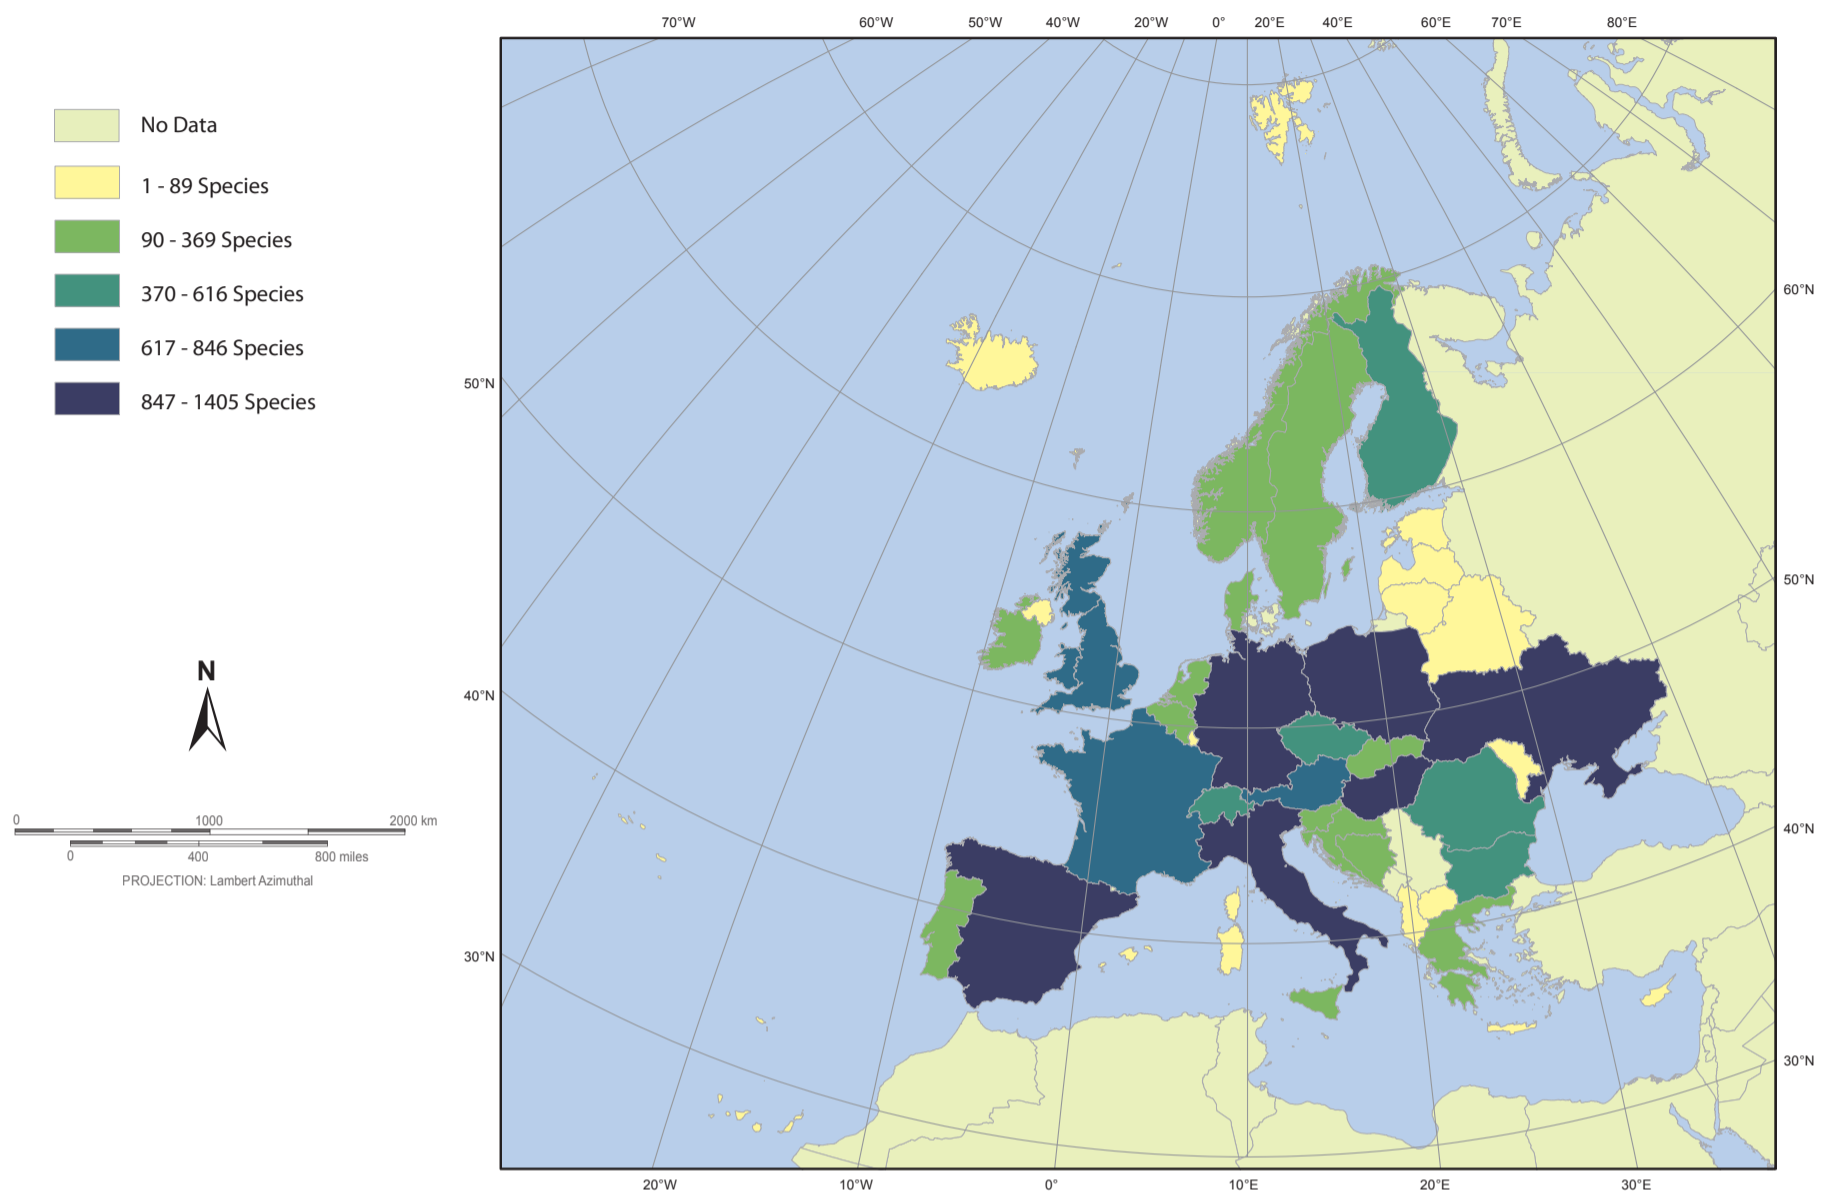 70°W 60°W 50°W 40°W 20°W 0° 20°E 40°E 60°E 70°E 80°E
No Data
1 - 89 Species
90 - 369 Species
370 - 616 Species
617 - 846 Species
847 - 1405 Species
60°N
50°N
50°N
N
40°N
0 1000 2000 km
40°N
0 400 800 miles
PROJECTION: Lambert Azimuthal
30°N
30°N
20°W 10°W 0° 10°E 20°E 30°E